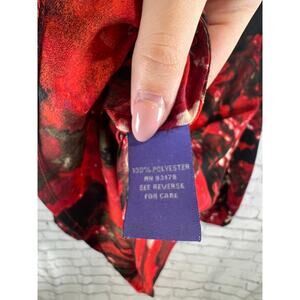 100% POLYESTER
RN 93178
SEE REVERSE
FOR CARE